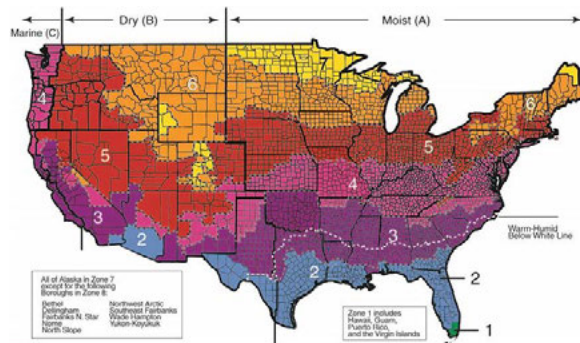 Dry (B)
Moist (A)
Marine (C)
7
6
6
4
5
5
4
3
3
2
2
Warm-Humid
Below White Line
2
1
All of Alaska in Zone 7
except for the following
Boroughs in Zone 8:
Bethel Northwest Arctic
Dellingham Southeast Fairbanks
Fairbanks N. Star Wade Hampton
Nome Yukon-Koyukuk
North Slope
Zone 1 includes
Hawaii, Guam,
Puerto Rico,
and the Virgin Islands